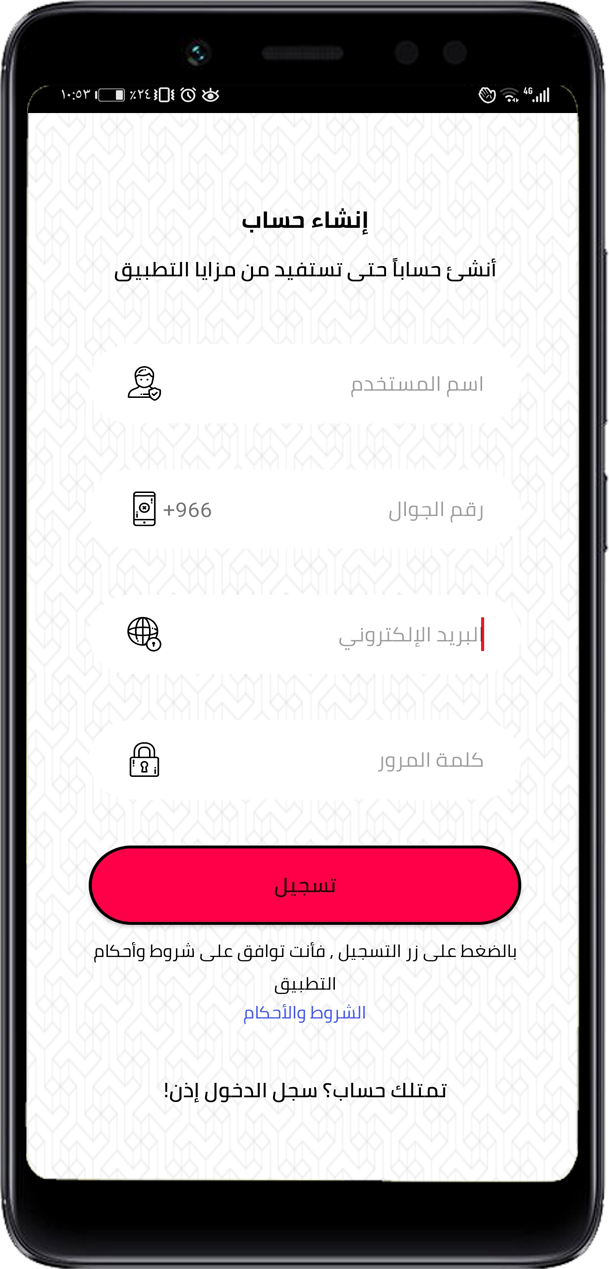 ١٠:٥٣ ٪٢٤ 4G
إنشاء حساب
أنشئ حساباً حتى تستفيد من مزايا التطبيق
اسم المستخدم
رقم الجوال +966
البريد الإلكتروني
كلمة المرور
تسجيل
بالضغط على زر التسجيل , فأنت توافق على شروط وأحكام
التطبيق
الشروط والأحكام
تمتلك حساب؟ سجل الدخول إذن!